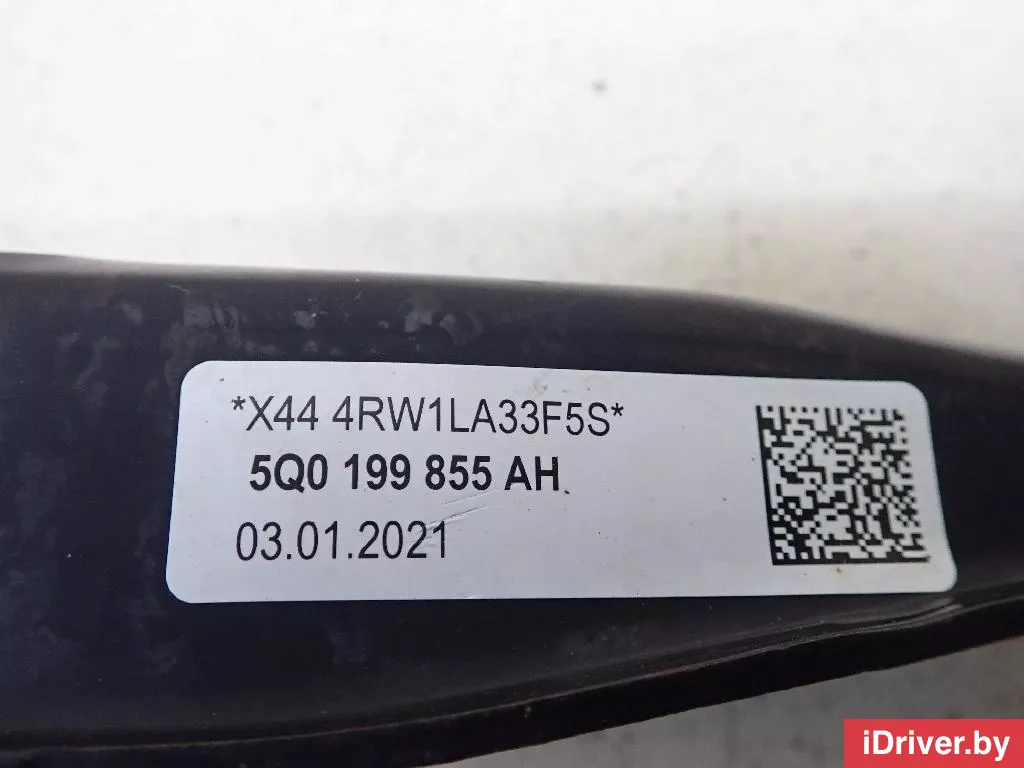 *X44 4RW1LA33F5S*
5Q0 199 855 AH
03.01.2021
iDriver.by